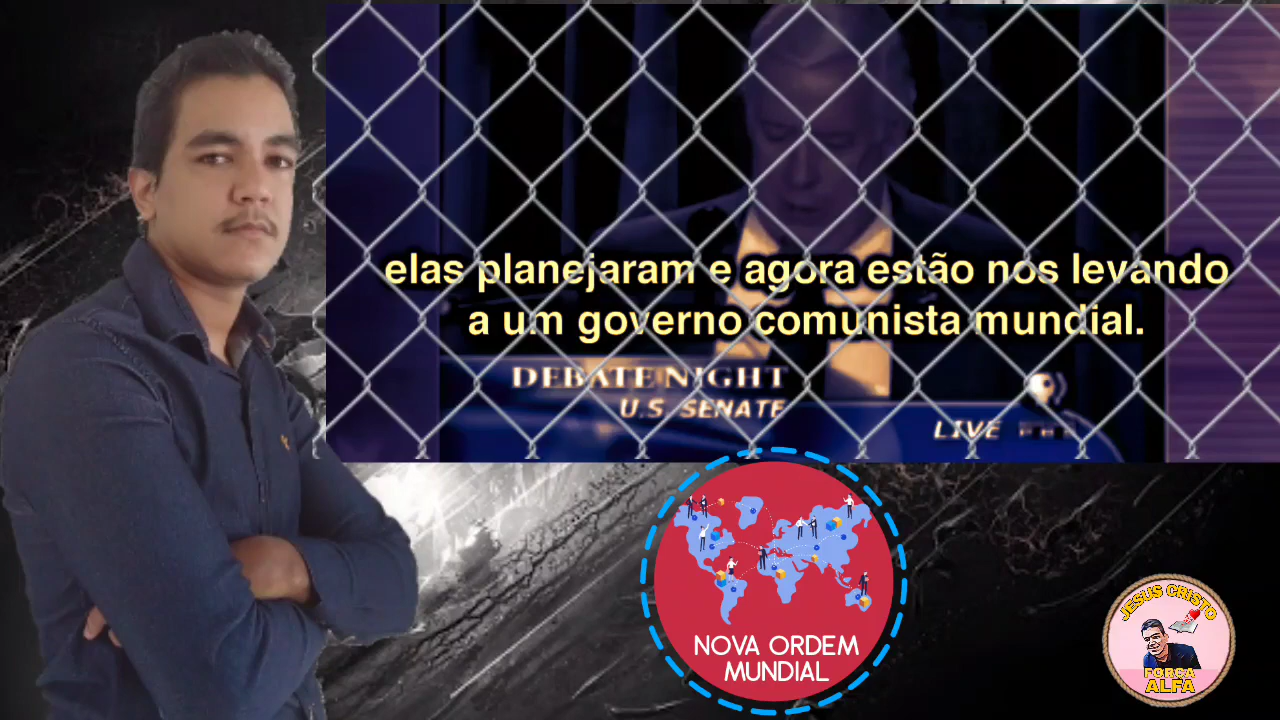 elas planejaram e agora estão nos levando
a um governo comunista mundial.
DEBATE NIGHT
U.S SENATE
LIVE
NOVA ORDEM
MUNDIAL
JESUS CRISTO
FORÇA
ALFA